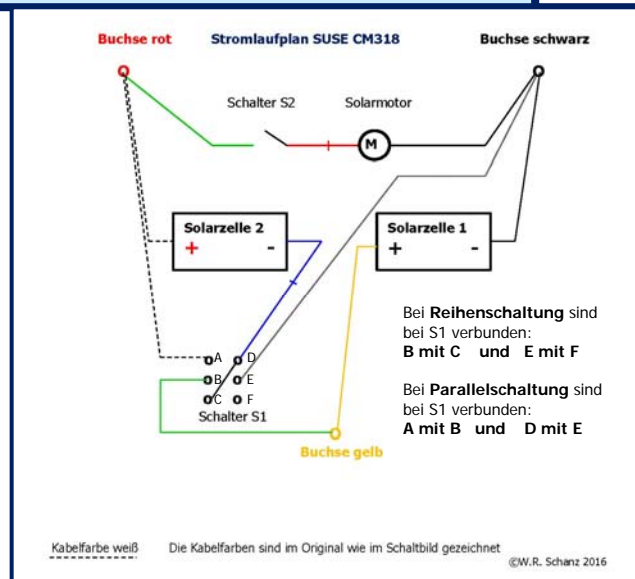 Buchse rot Stromlaufplan SUSE CM318 Buchse schwarz
Schalter S2 Solarmotor
M
Solarzelle 2 Solarzelle 1
+ - + -
Bei Reihenschaltung sind
bei S1 verbunden:
B mit C und E mit F
A D
B E
C F
Schalter S1
Bei Parallelschaltung sind
bei S1 verbunden:
A mit B und D mit E
Buchse gelb
Kabelfarbe weiß Die Kabelfarben sind im Original wie im Schaltbild gezeichnet
©W.R. Schanz 2016